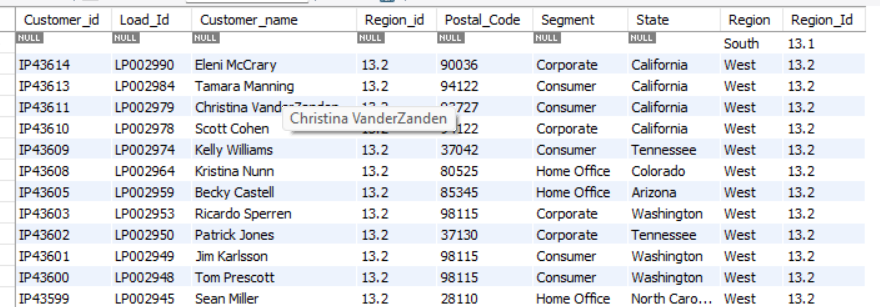 Customer_id Load_Id Customer_name Region_id Postal_Code Segment State Region Region_Id
NULL NULL NULL NULL NULL NULL NULL South 13.1
IP43614 LP002990 Eleni McCrary 13.2 90036 Corporate California West 13.2
IP43613 LP002984 Tamara Manning 13.2 94122 Consumer California West 13.2
IP43611 LP002979 Christina VanderZanden 13.2 Consumer California West 13.2
Christina VanderZanden
IP43610 LP002978 Scott Cohen 13.2 Corporate California West 13.2
IP43609 LP002974 Kelly Williams 13.2 37042 Consumer Tennessee West 13.2
IP43608 LP002964 Kristina Nunn 13.2 80525 Home Office Colorado West 13.2
IP43605 LP002959 Becky Castell 13.2 85345 Home Office Arizona West 13.2
IP43603 LP002953 Ricardo Sperren 13.2 98115 Corporate Washington West 13.2
IP43602 LP002950 Patrick Jones 13.2 37130 Corporate Tennessee West 13.2
IP43601 LP002949 Jim Karlsson 13.2 98115 Consumer Washington West 13.2
IP43600 LP002948 Tom Prescott 13.2 98115 Consumer Washington West 13.2
IP43599 LP002945 Sean Miller 13.2 28110 Home Office North Caro... West 13.2